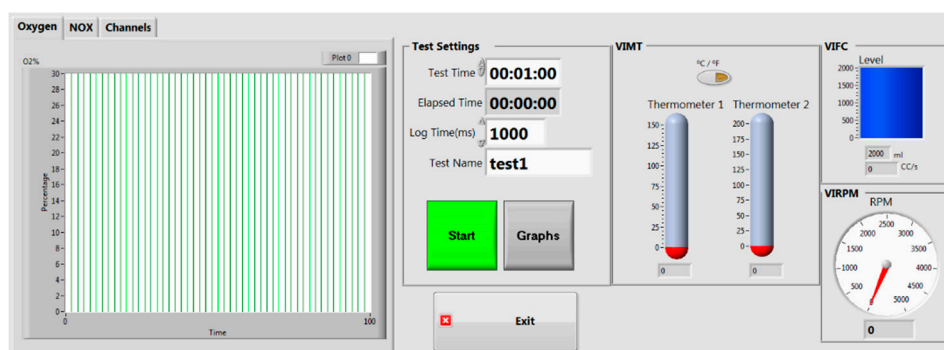 Oxygen NOX Channels
O2%
Plot 0
30
28
26
24
22
20
18
16
14
12
10
8
6
4
2
0
Percentage
0 100
Time
Test Settings
Test Time 00:01:00
Elapsed Time 00:00:00
Log Time(ms) 1000
Test Name test1
Start Graphs
Exit
VIMT
ºC / ºF
Thermometer 1 Thermometer 2
150
125
100
75
50
25
0
0
200
175
150
125
100
75
50
25
0
0
VIFC
Level
2000
1500
1000
500
0
2000 ml
0 CC/s
VIRPM
RPM
0
500
1000
1500
2000
2500
3000
3500
4000
4500
5000
0